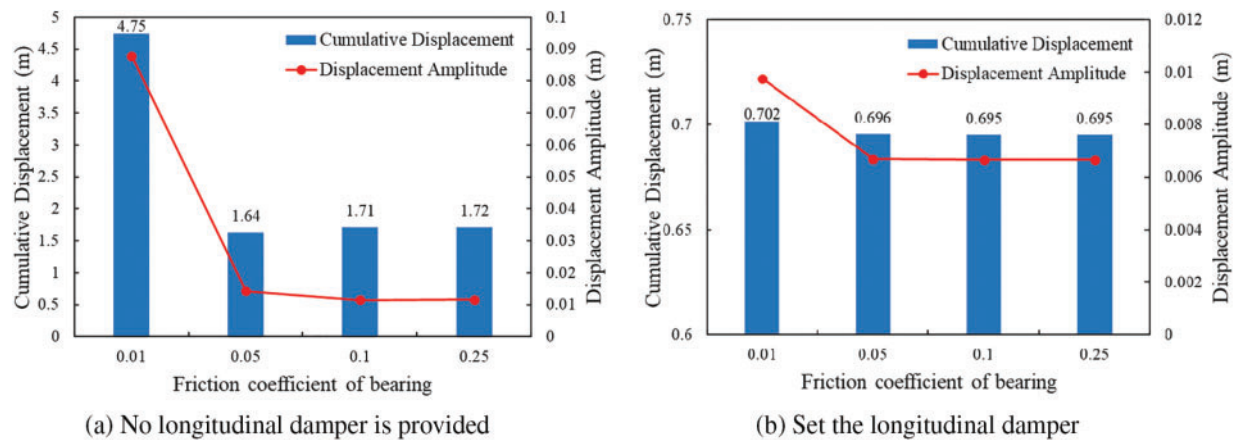 5
4.5
4
3.5
3
2.5
2
1.5
1
0.5
0
Cumulative Displacement (m)
4.75
1.64
1.71
1.72
Cumulative Displacement
Displacement Amplitude
0.1
0.09
0.08
0.07
0.06
0.05
0.04
0.03
0.02
0.01
0
Displacement Amplitude (m)
0.01 0.05 0.1 0.25
Friction coefficient of bearing
(a) No longitudinal damper is provided
0.75
0.7
0.65
0.6
Cumulative Displacement (m)
0.702
0.696
0.695
0.695
Cumulative Displacement
Displacement Amplitude
0.012
0.01
0.008
0.006
0.004
0.002
0
Displacement Amplitude (m)
0.01 0.05 0.1 0.25
Friction coefficient of bearing
(b) Set the longitudinal damper